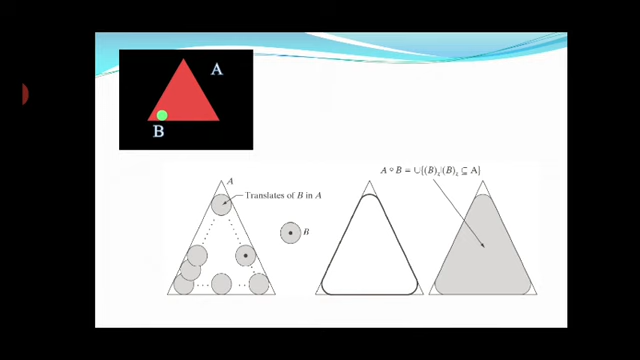 A
B
A ∘ B = ∪{(B)z|(B)z ⊆ A}
A
Translates of B in A
B